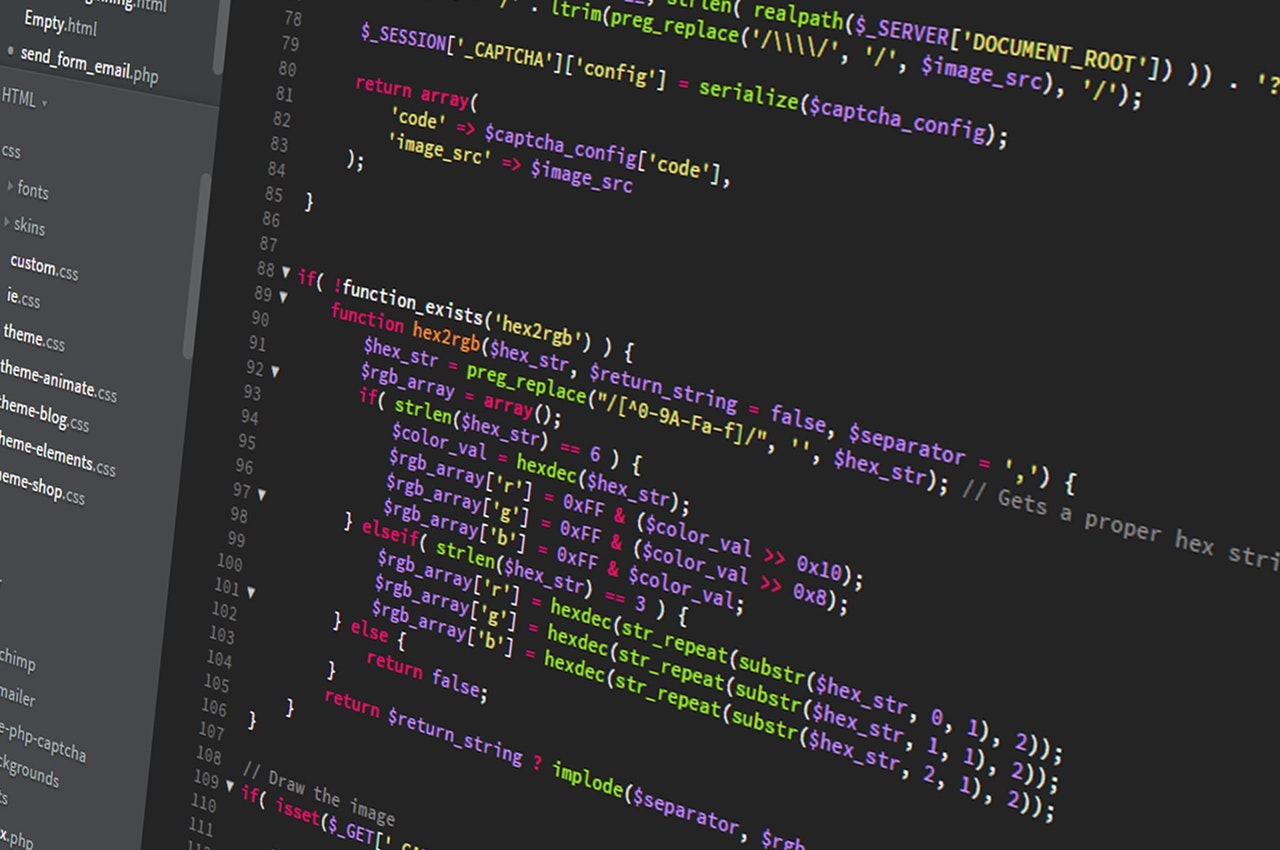 Empty.html
send_form_email.php
HTML
css
fonts
skins
custom.css
ie.css
theme.css
theme-animate.css
theme-blog.css
theme-elements.css
theme-shop.css
78
79
80
81
82
83
84
85
86
87
88
89
90
91
92
93
94
95
96
97
98
99
100
101
102
103
104
105
106
107
108
109
110
111
strlen( realpath($_SERVER['DOCUMENT_ROOT']) )) . '?
. ltrim(preg_replace('/\\\\/', '/', $image_src), '/');
$_SESSION['_CAPTCHA']['config'] = serialize($captcha_config);
return array(
'code' => $captcha_config['code'],
'image_src' => $image_src
);
}
if( !function_exists('hex2rgb') ) {
function hex2rgb($hex_str, $return_string = false, $separator = ',') {
$hex_str = preg_replace("/[^0-9A-Fa-f]/", '', $hex_str); // Gets a proper hex stri
$rgb_array = array();
if( strlen($hex_str) == 6 ) {
$color_val = hexdec($hex_str);
$rgb_array['r'] = 0xFF & ($color_val >> 0x10);
$rgb_array['g'] = 0xFF & ($color_val >> 0x8);
$rgb_array['b'] = 0xFF & $color_val;
} elseif( strlen($hex_str) == 3 ) {
$rgb_array['r'] = hexdec(str_repeat(substr($hex_str, 0, 1), 2));
$rgb_array['g'] = hexdec(str_repeat(substr($hex_str, 1, 1), 2));
$rgb_array['b'] = hexdec(str_repeat(substr($hex_str, 2, 1), 2));
} else {
return false;
}
return $return_string ? implode($separator, $rgb
}
}
// Draw the image
if( isset($_GET['
chimp
mailer
e-php-captcha
ckgrounds
ts
x.php